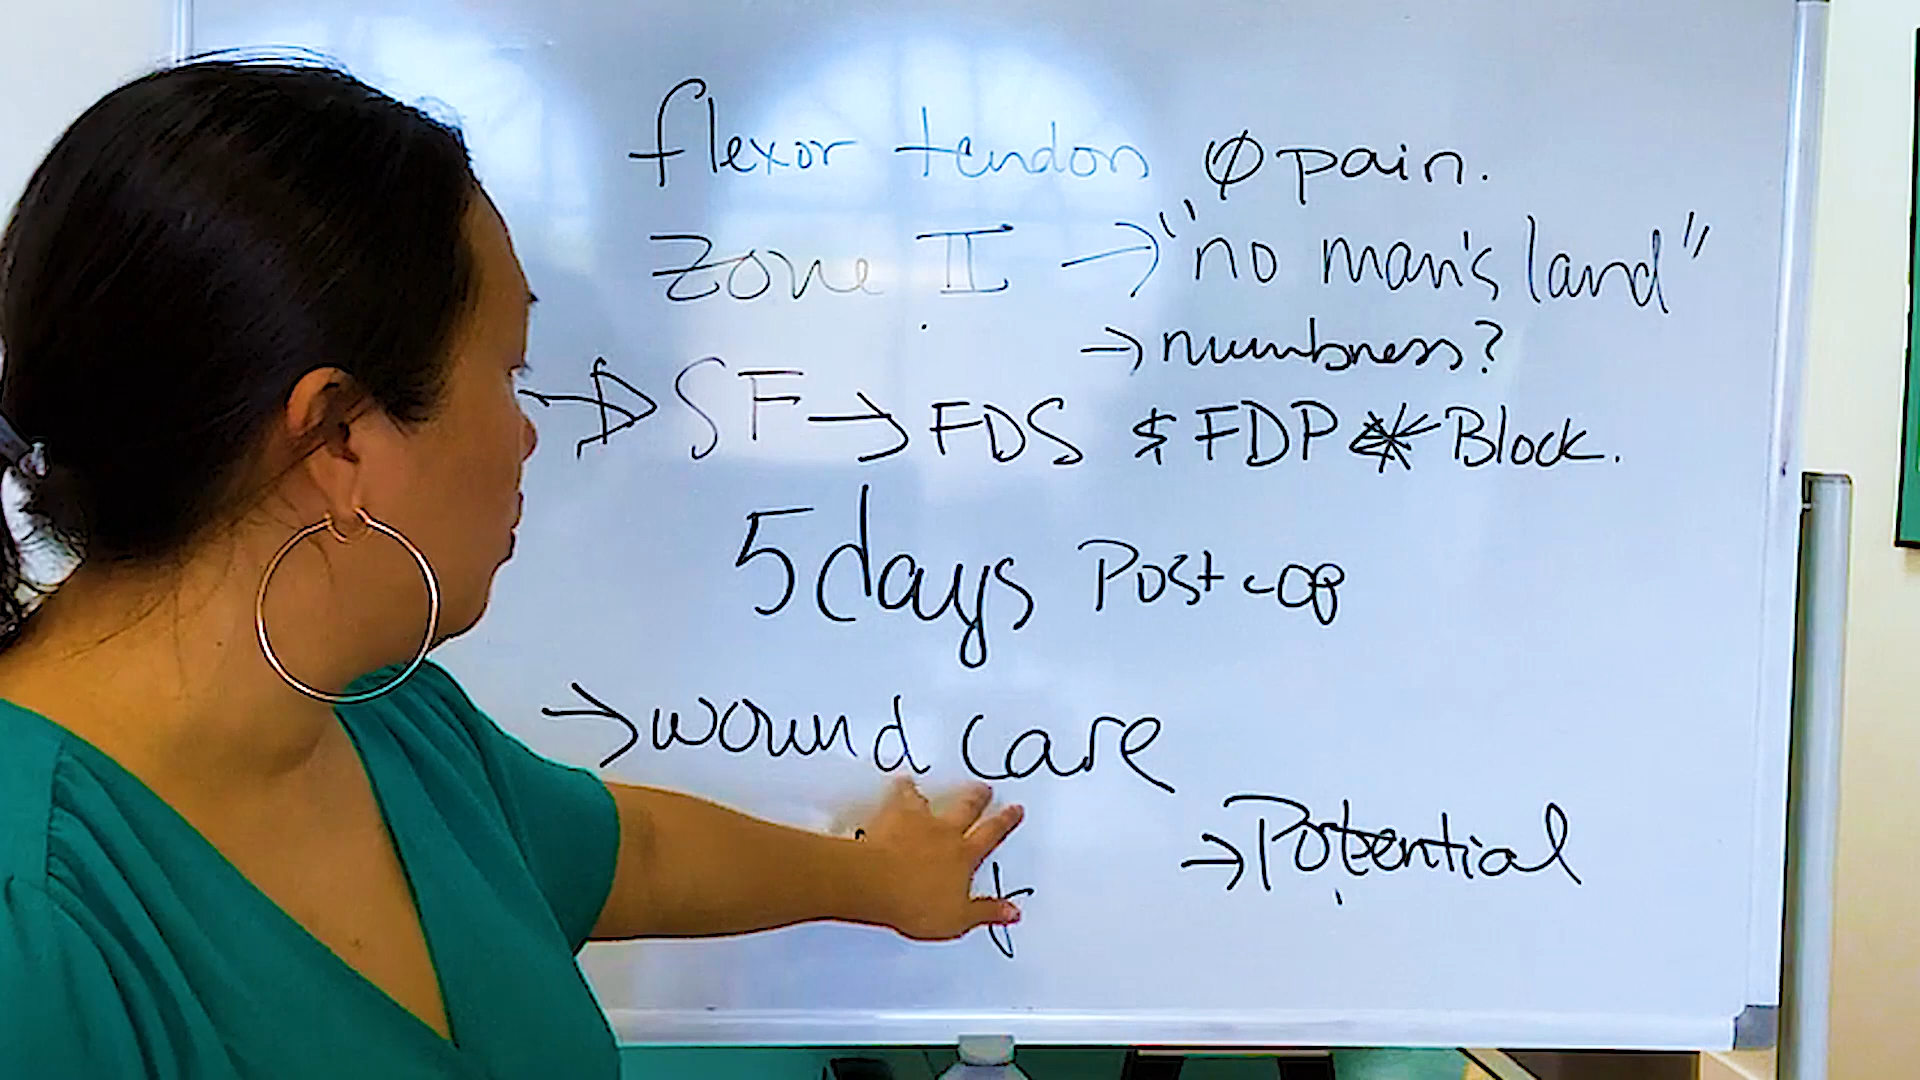 flexor tendon Ø pain.
Zone II → "no man's land"
→ numbness?
→ SF → FDS & FDP * Block.
5 days Post-op
→ wound care
→ Potential